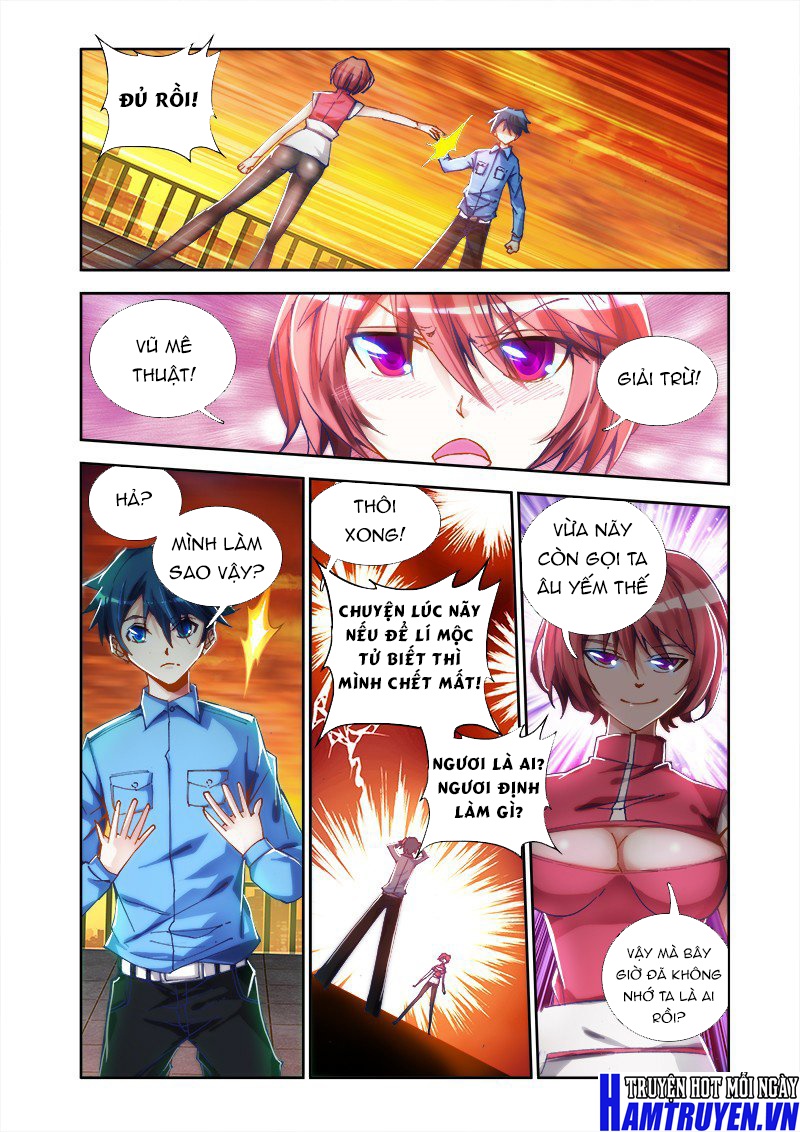 ĐỦ RỒI!
VŨ MÊ
THUẬT!
GIẢI TRỪ!
HẢ?
MÌNH LÀM
SAO VẬY?
THÔI
XONG!
CHUYỆN LÚC NÃY
NẾU ĐỂ LÍ MỘC
TỬ BIẾT THÌ
MÌNH CHẾT MẤT!
NGƯƠI LÀ AI?
NGƯƠI ĐỊNH
LÀM GÌ?
VỪA NÃY
CÒN GỌI TA
ÂU YẾM THẾ
VẬY MÀ BÂY
GIỜ ĐÃ KHÔNG
NHỚ TA LÀ AI
RỒI?
TRUYỆN HOT MỖI NGÀY
HAMTRUYEN.VN